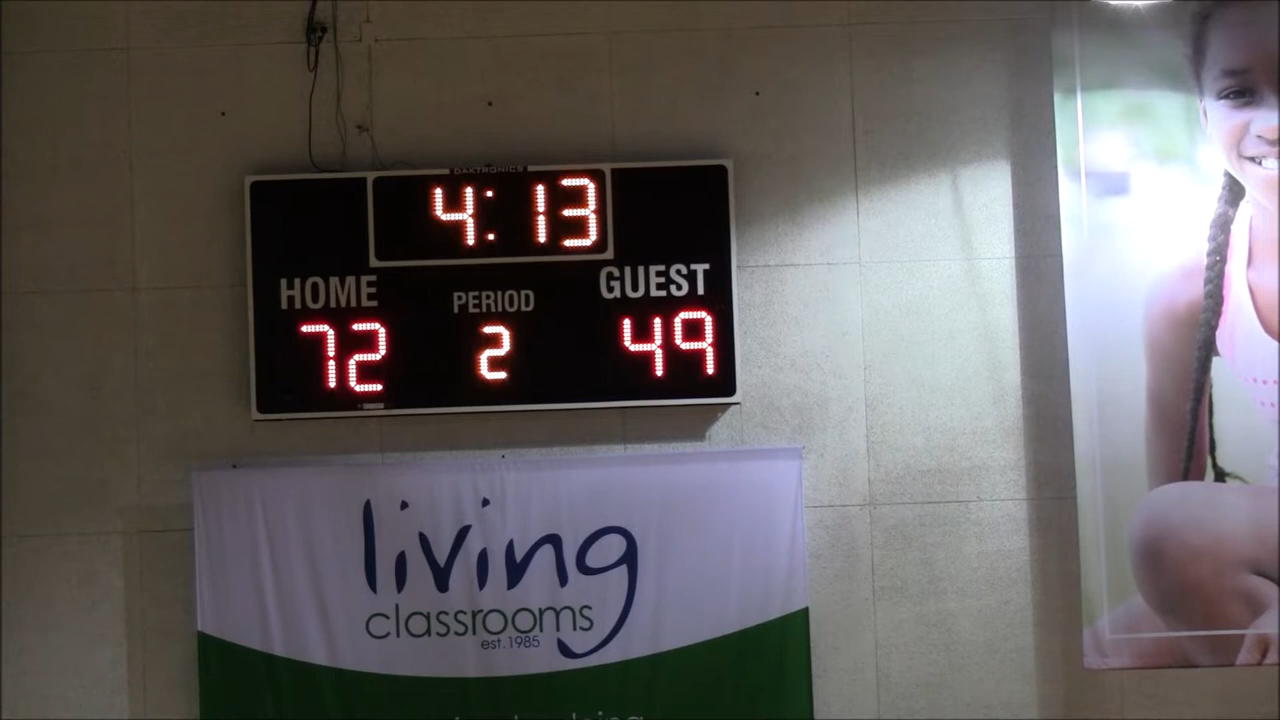 DAKTRONICS
4:13
HOME
PERIOD
GUEST
72
2
49
living
classrooms
est.1985